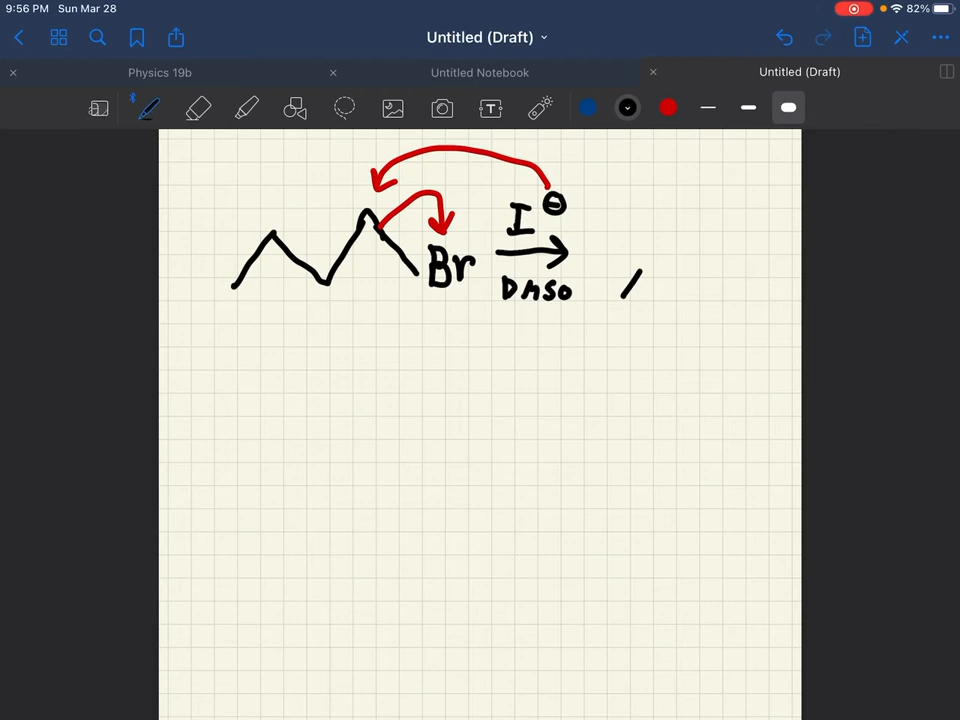 9:56 PM Sun Mar 28
82%
Untitled (Draft)
Physics 19b
Untitled Notebook
Untitled (Draft)
T
I⊖
Br
DMSO